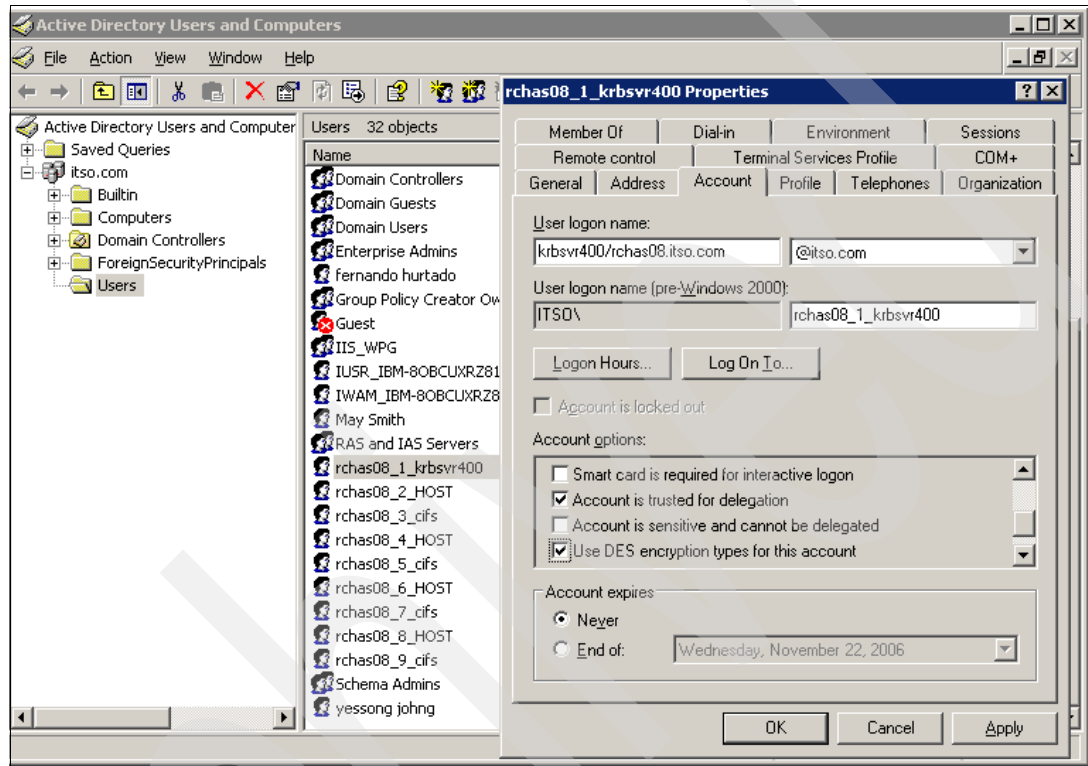 Active Directory Users and Computers
File Action View Window Help
Active Directory Users and Computer
Saved Queries
itso.com
Builtin
Computers
Domain Controllers
ForeignSecurityPrincipals
Users
Users 32 objects
Name
Domain Controllers
Domain Guests
Domain Users
Enterprise Admins
fernando hurtado
Group Policy Creator Ow
Guest
IIS_WPG
IUSR_IBM-8OBCUXRZ81
IWAM_IBM-8OBCUXRZ8
May Smith
RAS and IAS Servers
rchas08_1_krbsvr400
rchas08_2_HOST
rchas08_3_cifs
rchas08_4_HOST
rchas08_5_cifs
rchas08_6_HOST
rchas08_7_cifs
rchas08_8_HOST
rchas08_9_cifs
Schema Admins
yessong johng
rchas08_1_krbsvr400 Properties
Member Of Dial-in Environment Sessions
Remote control Terminal Services Profile COM+
General Address Account Profile Telephones Organization
User logon name:
krbsvr400/rchas08.itso.com @itso.com
User logon name (pre-Windows 2000):
ITSO\ rchas08_1_krbsvr400
Logon Hours... Log On To...
Account is locked out
Account options:
Smart card is required for interactive logon
Account is trusted for delegation
Account is sensitive and cannot be delegated
Use DES encryption types for this account
Account expires
Never
End of: Wednesday, November 22, 2006
OK Cancel Apply